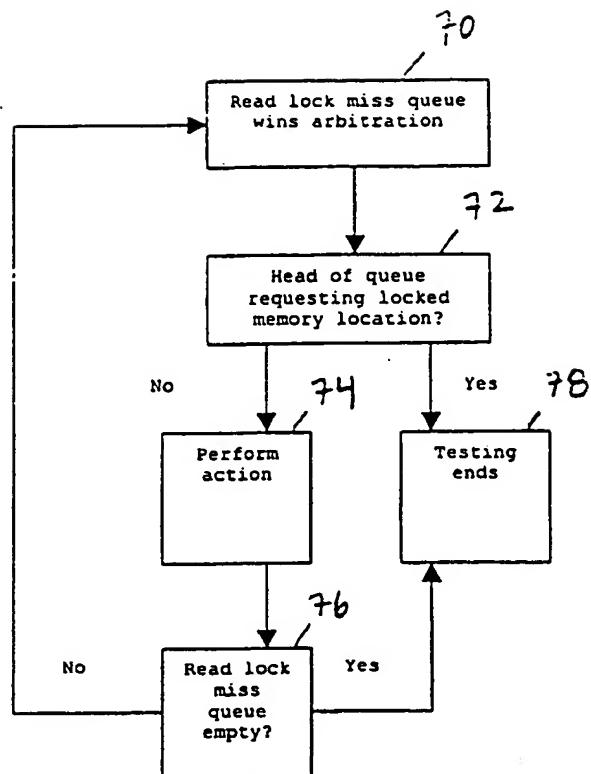 70
Read lock miss queue
wins arbitration
72
Head of queue
requesting locked
memory location?
No
74
Yes
78
Perform
action
Testing
ends
76
No
Read lock
miss
queue
empty?
Yes